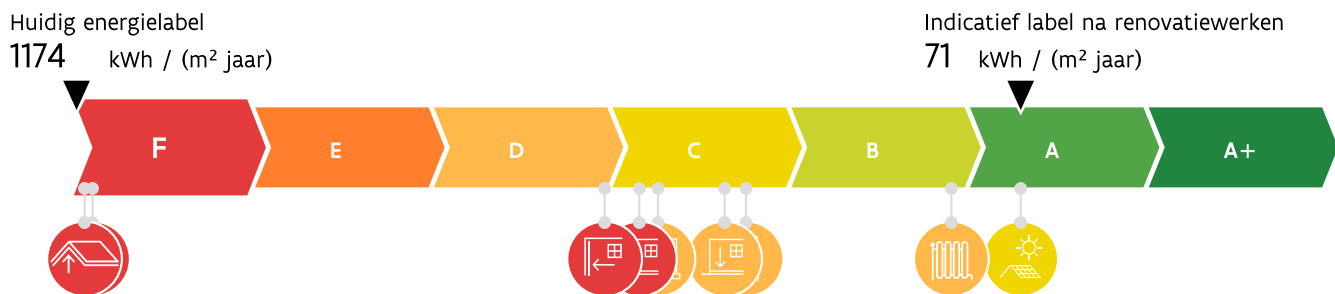 Huidig energielabel
1174 kWh / (m² jaar)
Indicatief label na renovatiewerken
71 kWh / (m² jaar)
F E D C B A A+